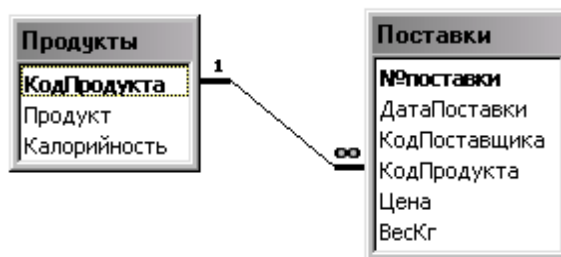 Продукты
КодПродукта
Продукт
Калорийность
1
∞
Поставки
№поставки
ДатаПоставки
КодПоставщика
КодПродукта
Цена
ВесКг